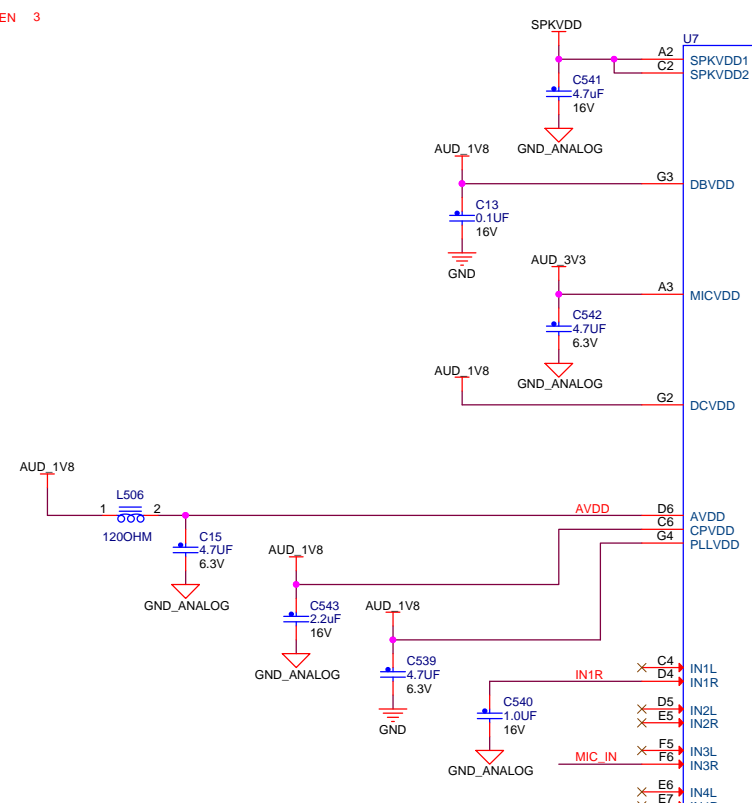 EN 3
SPKVDD
U7
A2 SPKVDD1
C2 SPKVDD2
C541
4.7uF
16V
GND_ANALOG
AUD_1V8
G3 DBVDD
C13
0.1UF
16V
GND
AUD_3V3
A3 MICVDD
C542
4.7UF
6.3V
GND_ANALOG
AUD_1V8
G2 DCVDD
AUD_1V8
L506
1 2
120OHM
AVDD D6 AVDD
C6 CPVDD
G4 PLLVDD
C15
4.7UF
6.3V
GND_ANALOG
AUD_1V8
C543
2.2uF
16V
GND_ANALOG
AUD_1V8
C539
4.7UF
6.3V
GND
C4 IN1L
IN1R D4 IN1R
C540
1.0UF
16V
GND_ANALOG
D5 IN2L
E5 IN2R
F5 IN3L
MIC_IN F6 IN3R
E6 IN4L
E7